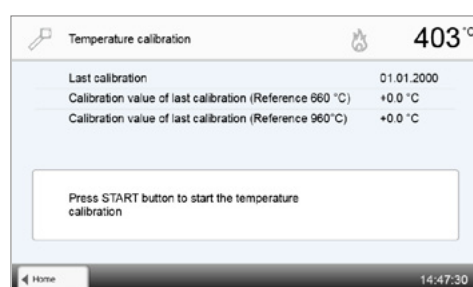 Temperature calibration 403 °C
Last calibration 01.01.2000
Calibration value of last calibration (Reference 660 °C) +0.0 °C
Calibration value of last calibration (Reference 960°C) +0.0 °C
Press START button to start the temperature
calibration
Home 14:47:30